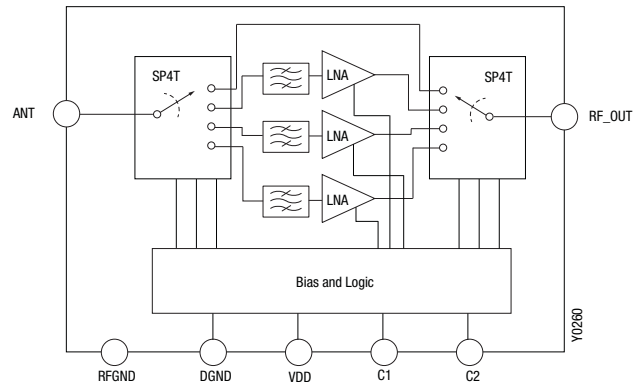 SP4T
LNA
SP4T
ANT
RF_OUT
LNA
LNA
Bias and Logic
Y0260
RFGND
DGND
VDD
C1
C2